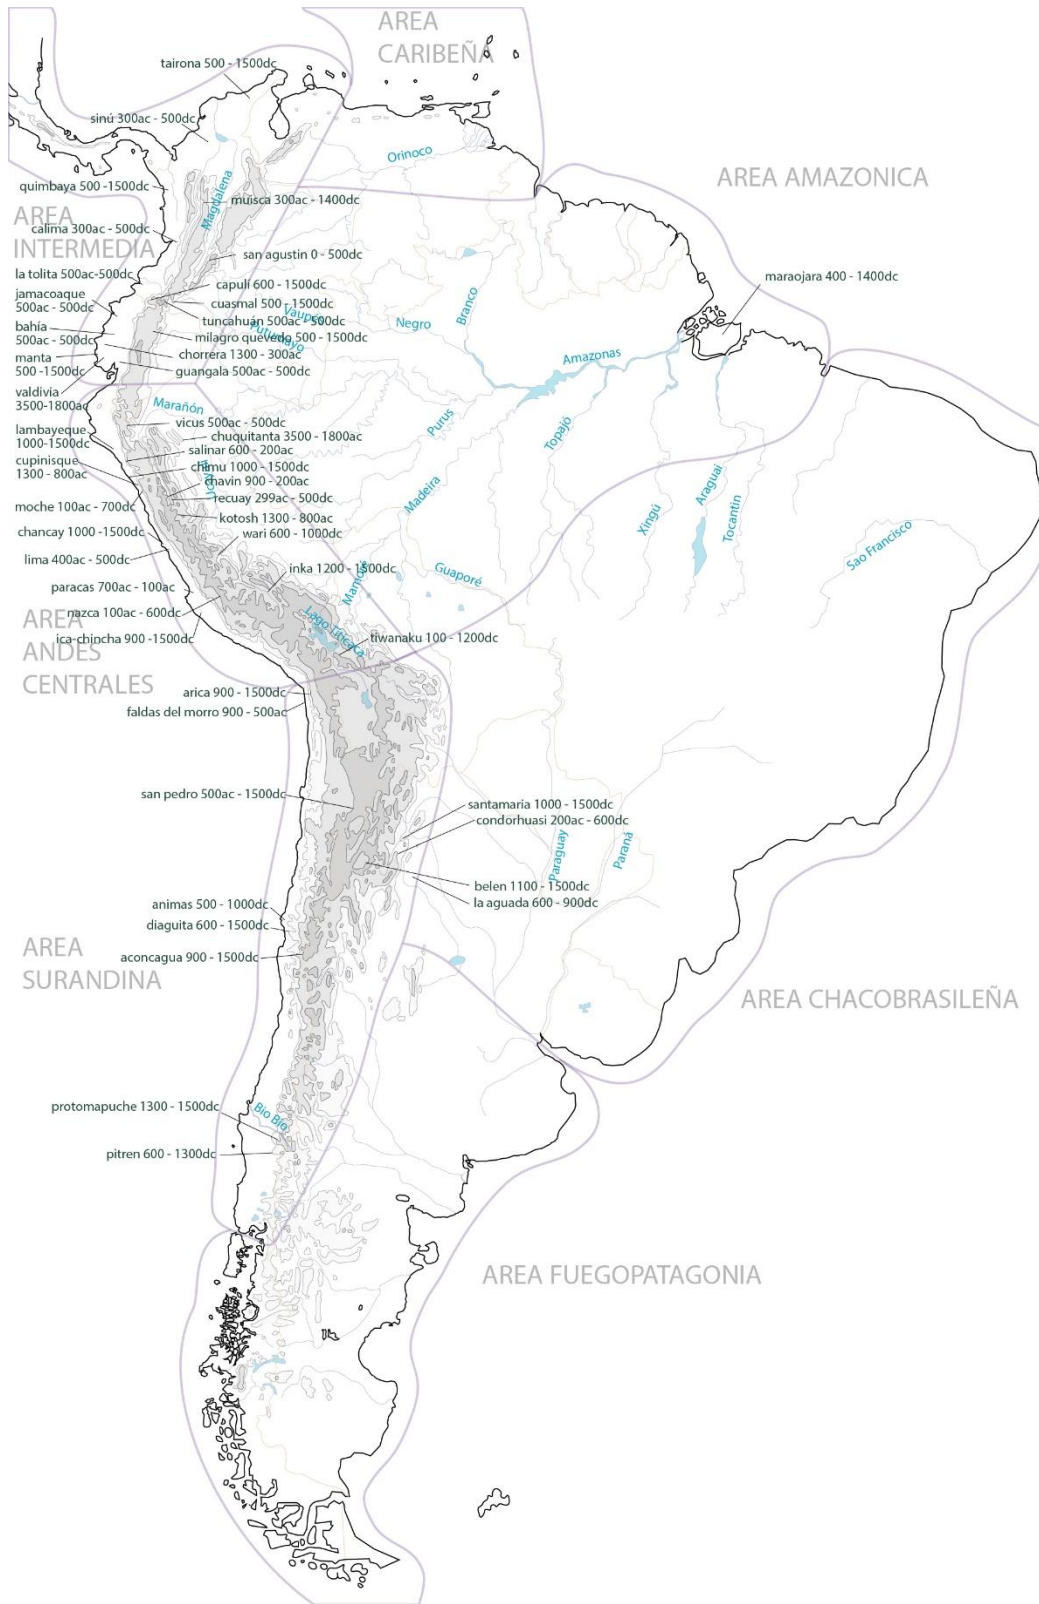 AREA
CARIBEÑA
tairona 500 - 1500dc
sinú 300ac - 500dc
Orinoco
AREA AMAZONICA
quimbaya 500 -1500dc
Magdalena
muisca 300ac - 1400dc
AREA
INTERMEDIA
calima 300ac - 500dc
san agustin 0 - 500dc
la tolita 500ac-500dc
maraojara 400 - 1400dc
capulí 600 - 1500dc
jamacoaque
500ac - 500dc
cuasmal 500 - 1500dc
Vaupés
tuncahuán 500ac - 500dc
Negro
Branco
bahía
500ac - 500dc
Putumayo
milagro quevedo 500 - 1500dc
chorrera 1300 - 300ac
Amazonas
manta
500 -1500dc
guangala 500ac - 500dc
valdivia
3500-1800ac
Marañón
Purus
Topajó
vicus 500ac - 500dc
lambayeque
1000-1500dc
chuquitanta 3500 - 1800ac
salinar 600 - 200ac
cupinisque
1300 - 800ac
chimu 1000 - 1500dc
chavin 900 - 200ac
recuay 299ac - 500dc
Madeira
Xingú
Araguai
Tocantin
moche 100ac - 700dc
kotosh 1300 - 800ac
chancay 1000 -1500dc
wari 600 - 1000dc
Sao Francisco
lima 400ac - 500dc
inka 1200 - 1500dc
Mamoré
Guaporé
paracas 700ac - 100ac
nazca 100ac - 600dc
AREA
ANDES
CENTRALES
ica-chincha 900 -1500dc
Lago Titicaca
tiwanaku 100 - 1200dc
arica 900 - 1500dc
faldas del morro 900 - 500ac
san pedro 500ac - 1500dc
santamaría 1000 - 1500dc
condorhuasi 200ac - 600dc
Paraguay
Paraná
belen 1100 - 1500dc
la aguada 600 - 900dc
animas 500 - 1000dc
diaguita 600 - 1500dc
AREA
SURANDINA
aconcagua 900 - 1500dc
AREA CHACOBRASILEÑA
protomapuche 1300 - 1500dc
Bio Bío
pitren 600 - 1300dc
AREA FUEGOPATAGONIA